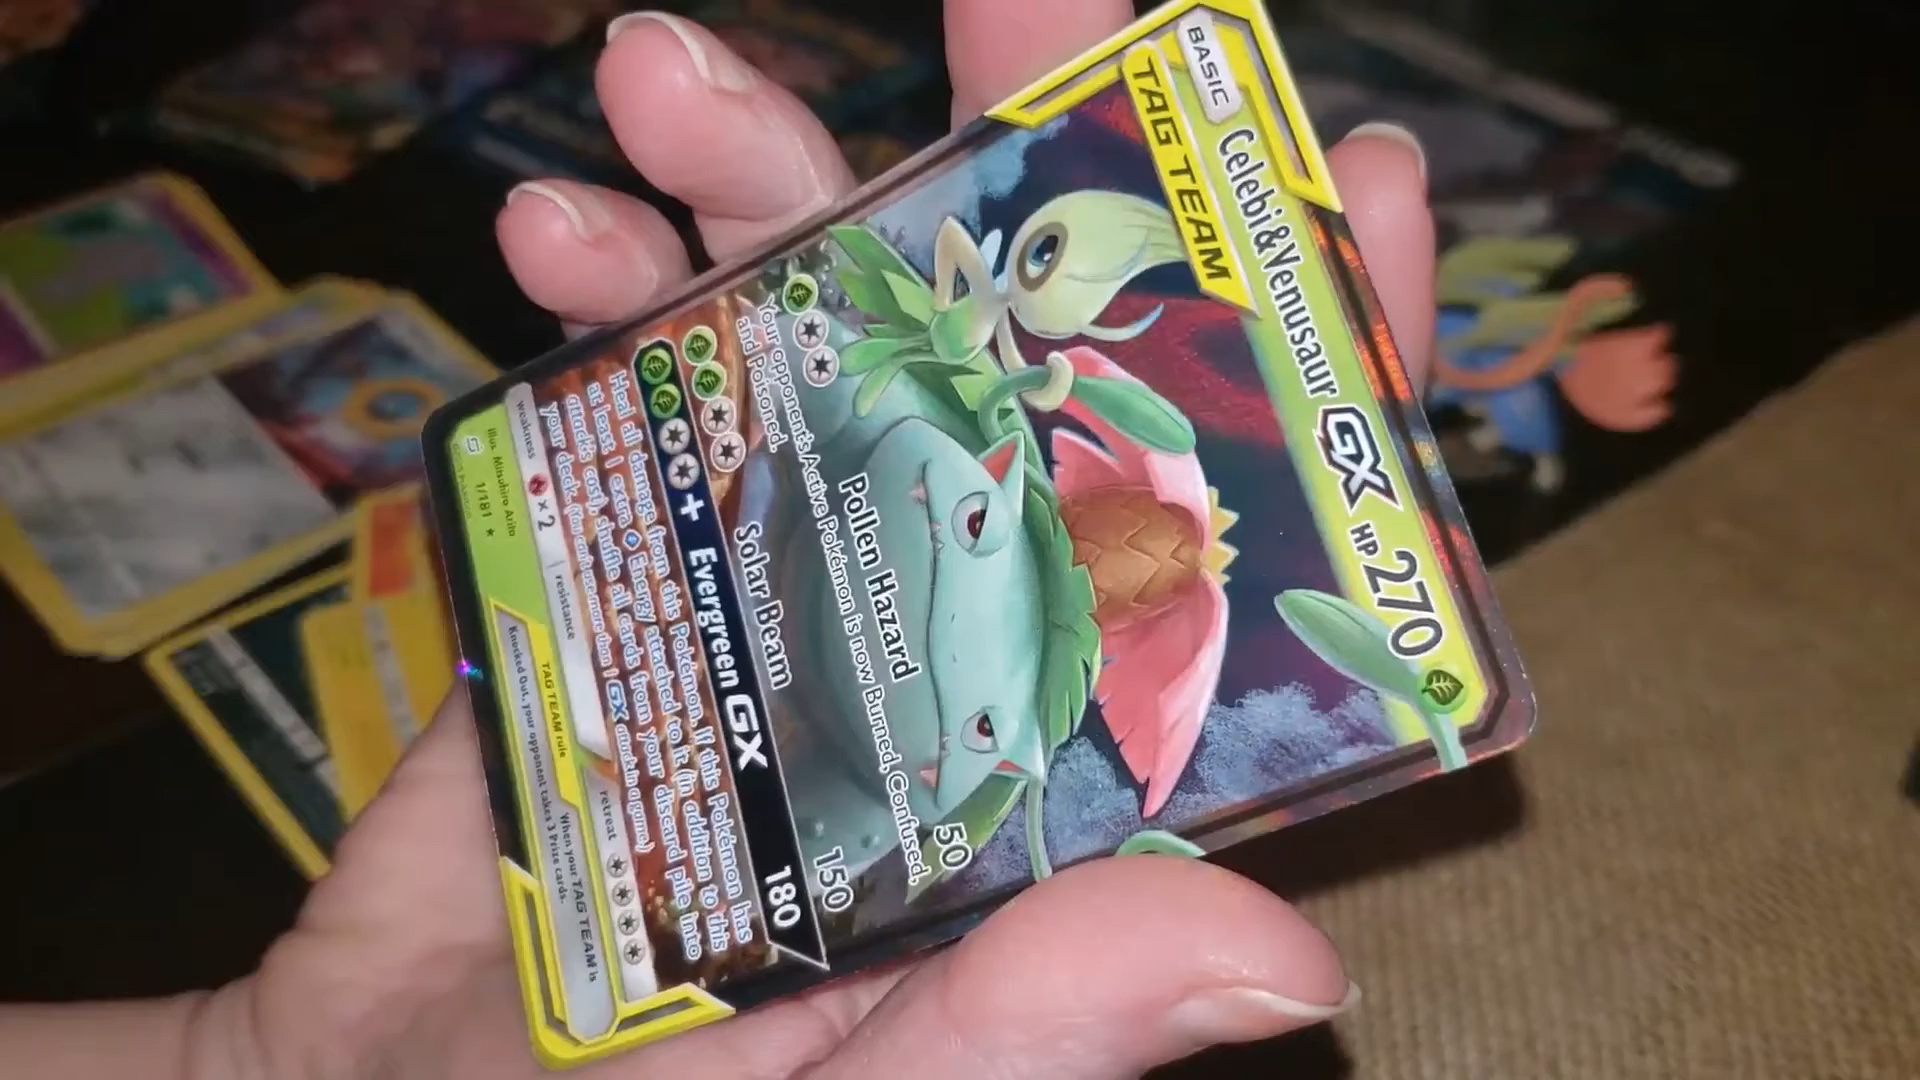 BASIC
Celebi&Venusaur GX HP 270
TAG TEAM
Pollen Hazard 50
Your opponent's Active Pokémon is now Burned, Confused,
and Poisoned.
Solar Beam 150
+ Evergreen GX 180
Heal all damage from this Pokémon. If this Pokémon has
at least 1 extra Energy attached to it (in addition to this
attack's cost), shuffle all cards from your discard pile into
your deck. (You can't use more than 1 GX attack in a game.)
weakness ×2 resistance retreat
TAG TEAM rule When your TAG TEAM is
Knocked Out, your opponent takes 3 Prize cards.
Illus. Mitsuhiro Arita
1/181 ★